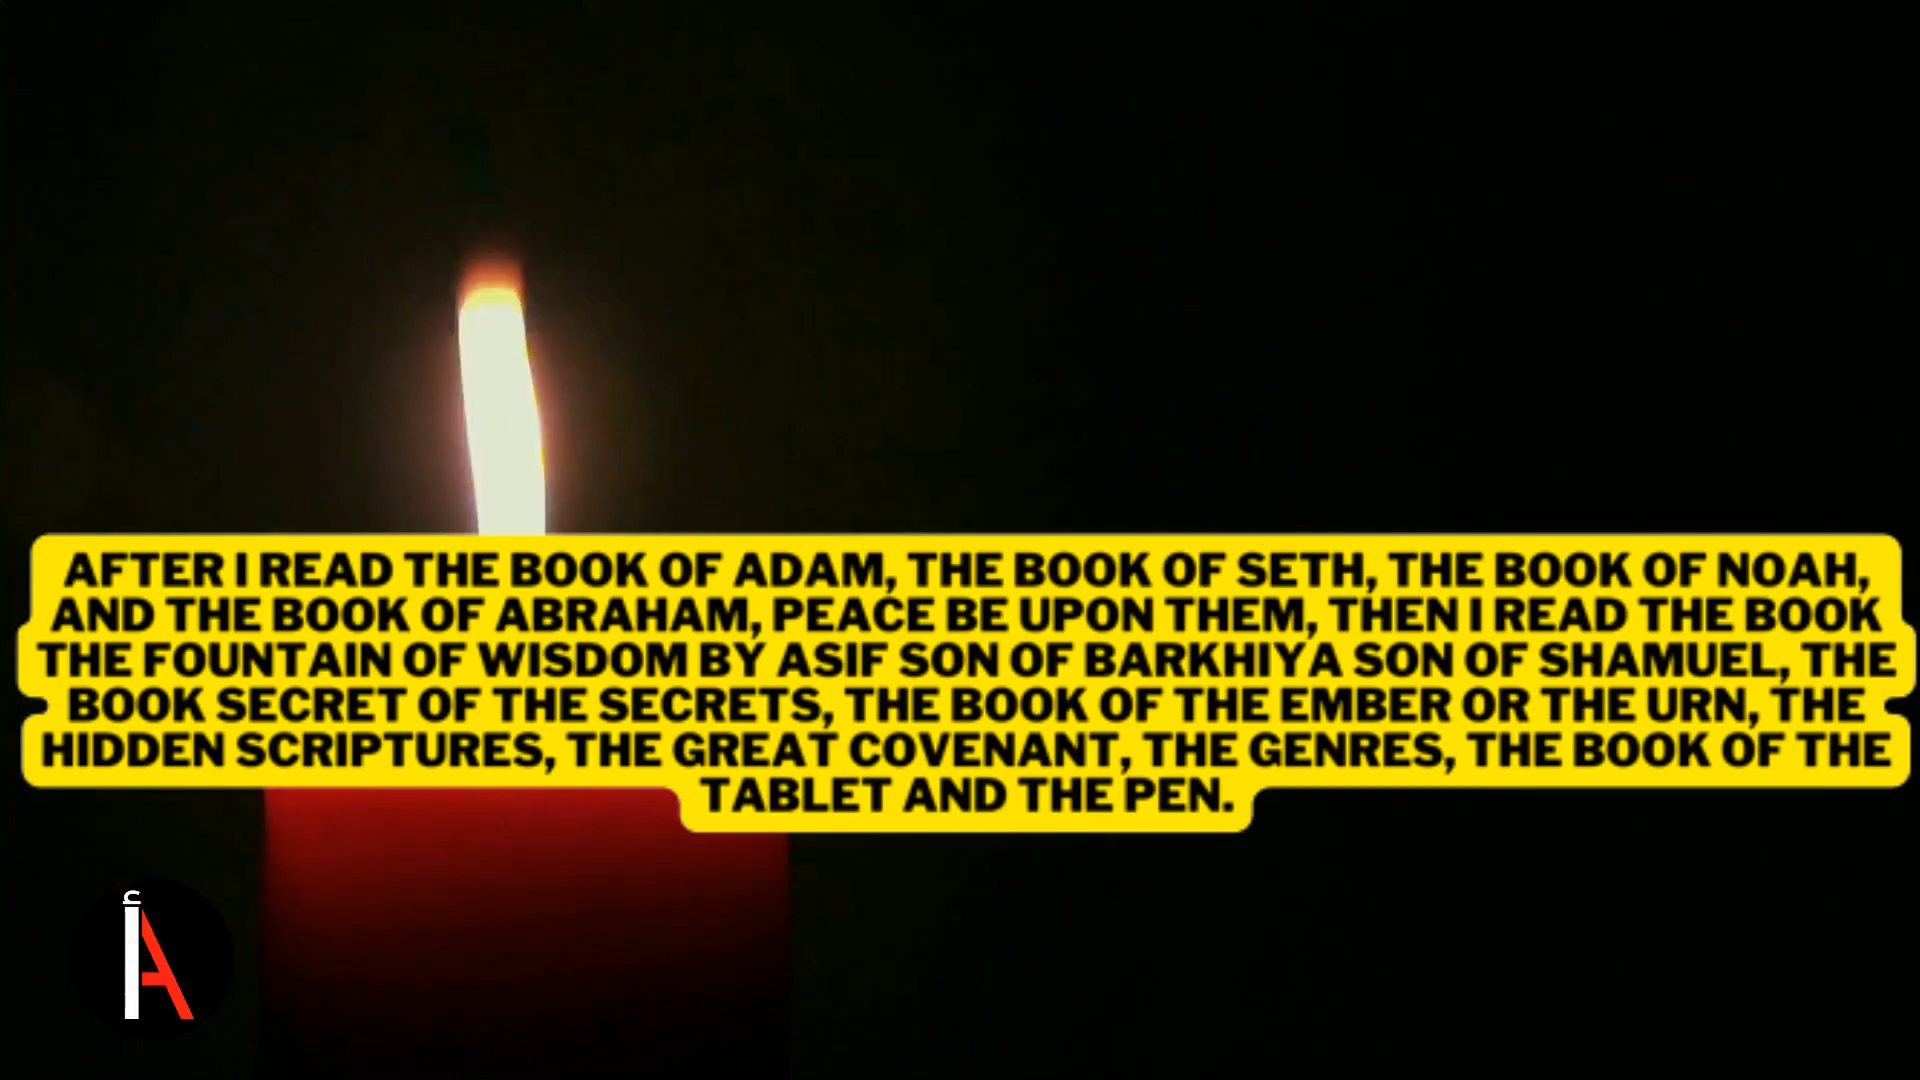 AFTER I READ THE BOOK OF ADAM, THE BOOK OF SETH, THE BOOK OF NOAH,
AND THE BOOK OF ABRAHAM, PEACE BE UPON THEM, THEN I READ THE BOOK
THE FOUNTAIN OF WISDOM BY ASIF SON OF BARKHIYA SON OF SHAMUEL, THE
BOOK SECRET OF THE SECRETS, THE BOOK OF THE EMBER OR THE URN, THE
HIDDEN SCRIPTURES, THE GREAT COVENANT, THE GENRES, THE BOOK OF THE
TABLET AND THE PEN.
أA